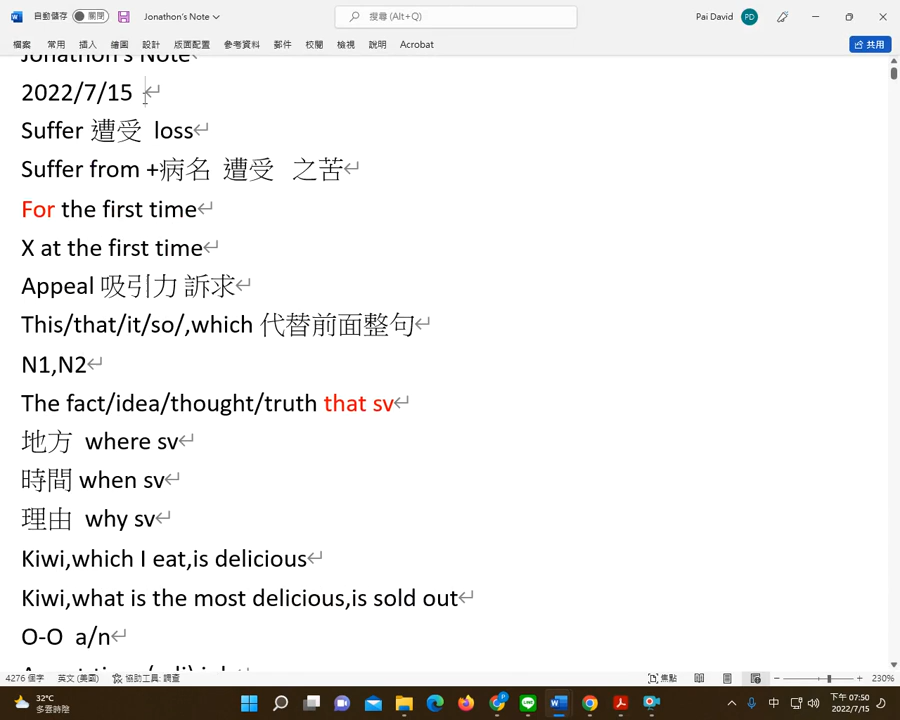 自動儲存 關閉 Jonathon's Note 搜尋 (Alt+Q) Pai David PD
檔案 常用 插入 繪圖 設計 版面配置 參考資料 郵件 校閱 檢視 說明 Acrobat 共用
Jonathon's Note
2022/7/15
Suffer 遭受 loss
Suffer from +病名 遭受 之苦
For the first time
X at the first time
Appeal 吸引力 訴求
This/that/it/so/,which 代替前面整句
N1,N2
The fact/idea/thought/truth that sv
地方 where sv
時間 when sv
理由 why sv
Kiwi,which I eat,is delicious
Kiwi,what is the most delicious,is sold out
O-O a/n
4276 個字 英文 (美國) 協助工具: 調查 焦點 230%
32°C
多雲時陰
中
下午 07:50
2022/7/15